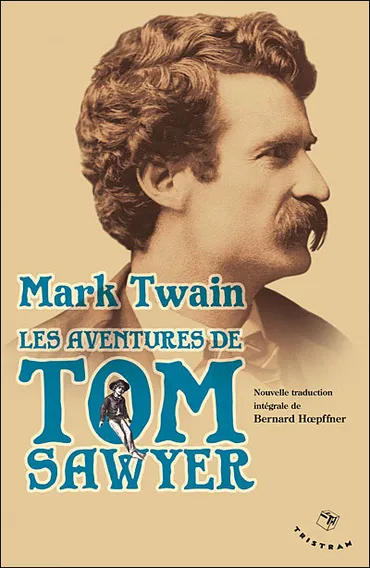 Mark Twain
LES AVENTURES DE
TOM
SAWYER
Nouvelle traduction
intégrale de
Bernard Hœpffner
TRISTRAM